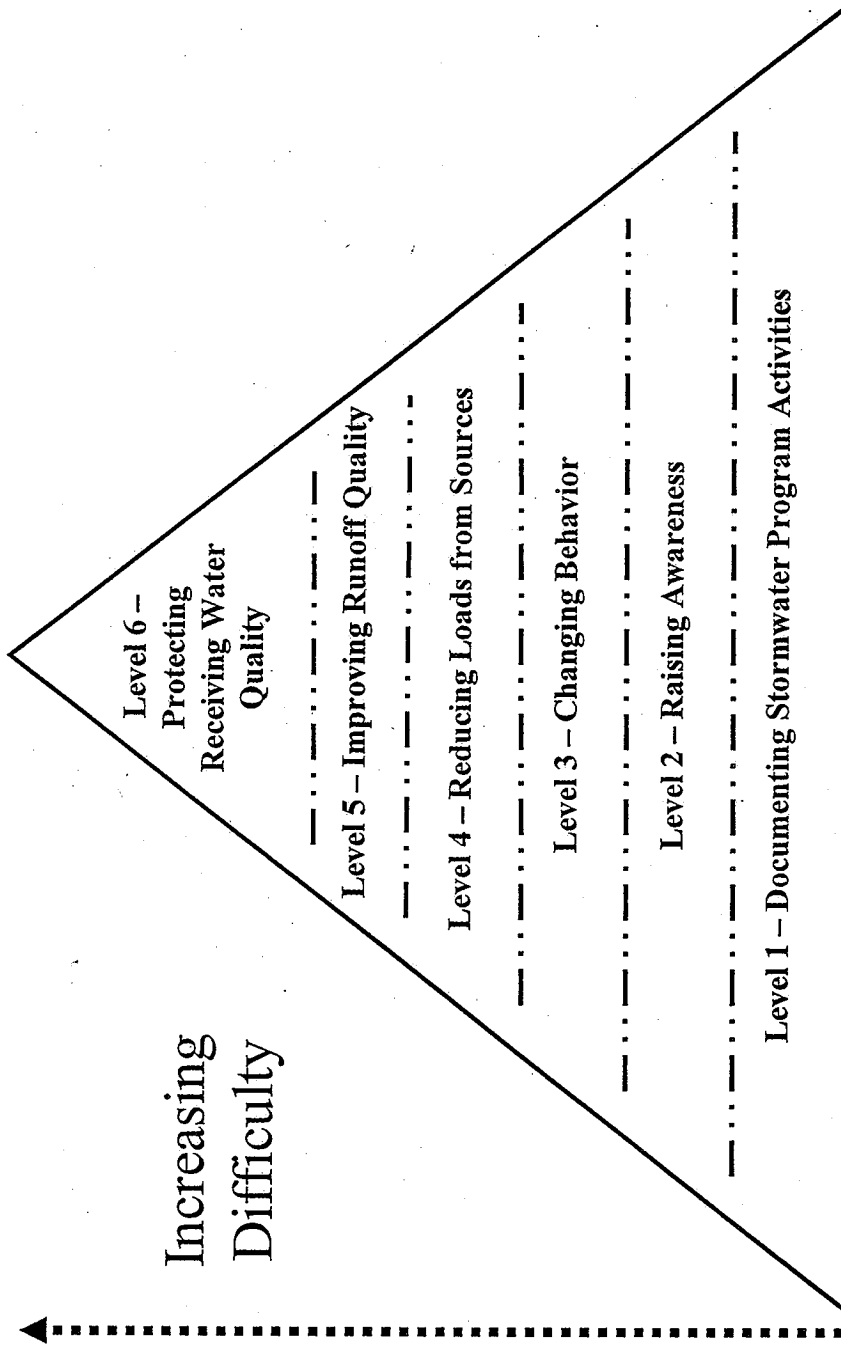 Increasing
Difficulty
Level 6 –
Protecting
Receiving Water
Quality
Level 5 – Improving Runoff Quality
Level 4 – Reducing Loads from Sources
Level 3 – Changing Behavior
Level 2 – Raising Awareness
Level 1 – Documenting Stormwater Program Activities